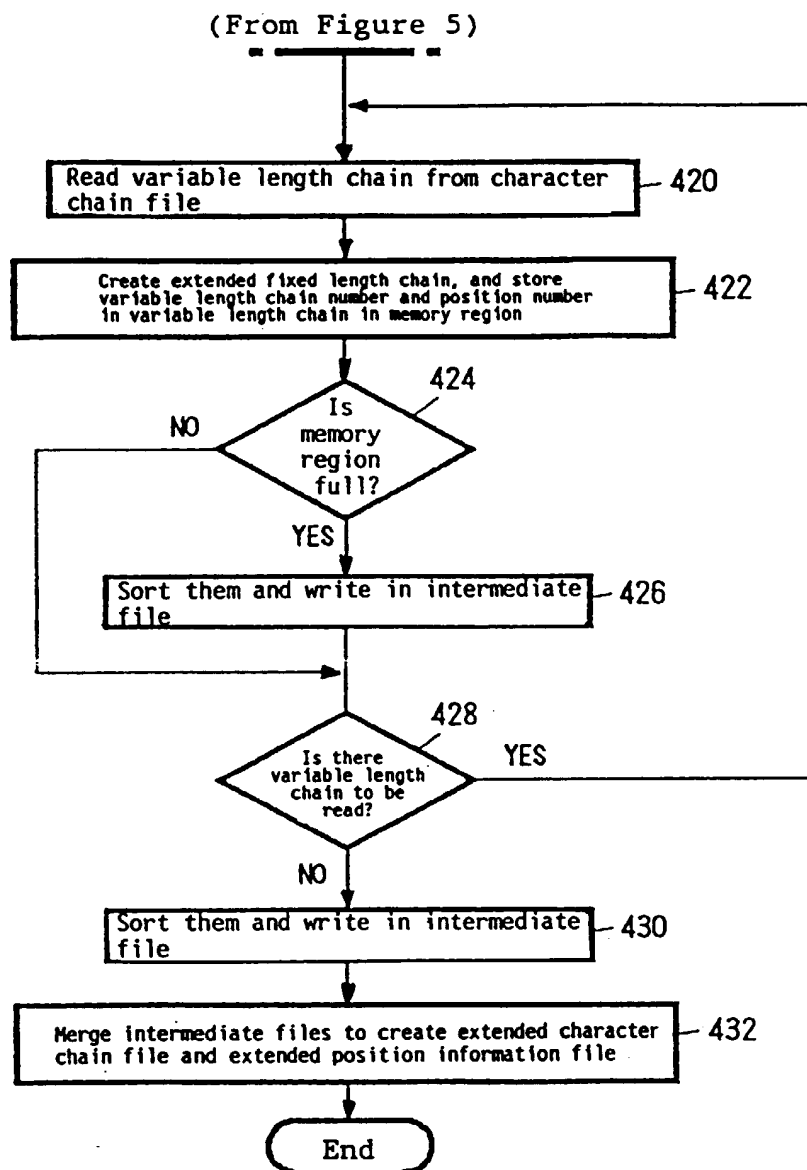 (From Figure 5)
Read variable length chain from character
chain file
420
Create extended fixed length chain, and store
variable length chain number and position number
in variable length chain in memory region
422
424
Is
memory
region
full?
NO
YES
Sort them and write in intermediate
file
426
428
Is there
variable length
chain to be
read?
YES
NO
Sort them and write in intermediate
file
430
Merge intermediate files to create extended character
chain file and extended position information file
432
End